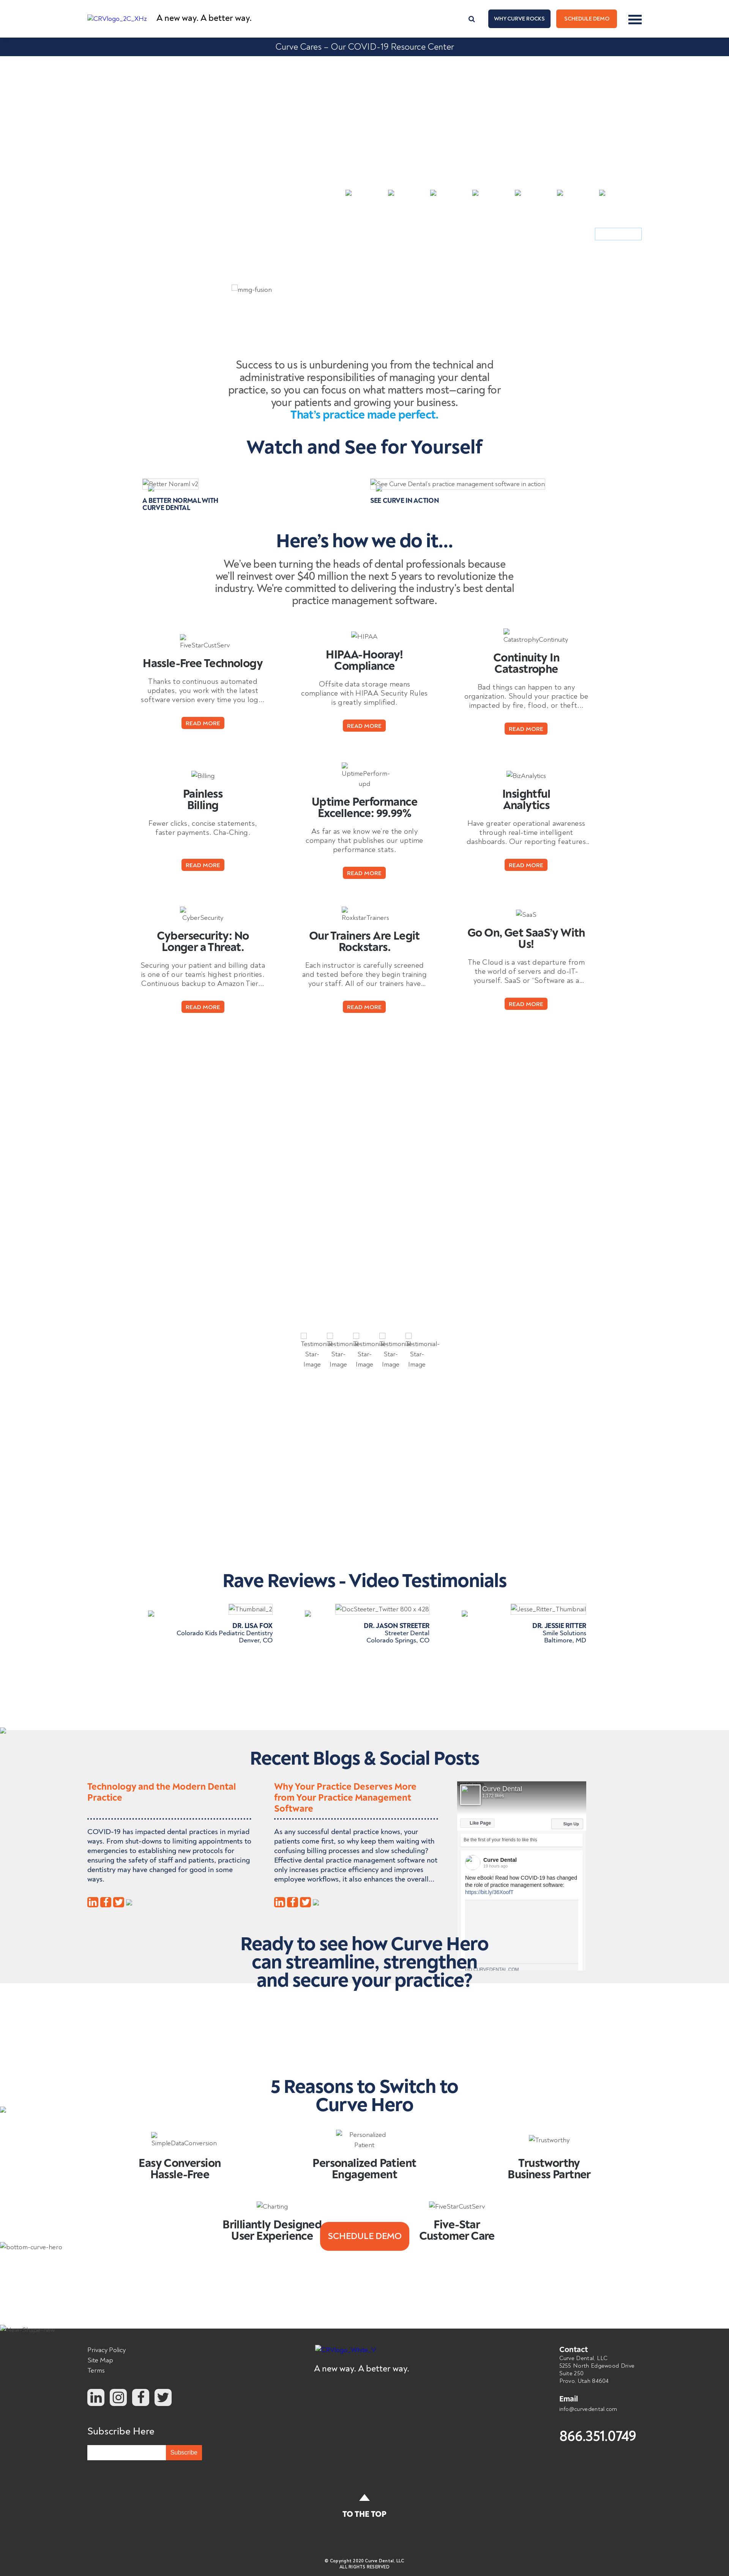 CRVlogo_2C_XHz
A new way. A better way.
WHY CURVE ROCKS
SCHEDULE DEMO
Curve Cares – Our COVID-19 Resource Center
mmg-fusion
Success to us is unburdening you from the technical and
administrative responsibilities of managing your dental
practice, so you can focus on what matters most—caring for
your patients and growing your business.
That's practice made perfect.
Watch and See for Yourself
Better Noraml v2
See Curve Dental's practice management software in action
A BETTER NORMAL WITH
CURVE DENTAL
SEE CURVE IN ACTION
Here's how we do it...
We've been turning the heads of dental professionals because
we'll reinvest over $40 million the next 5 years to revolutionize the
industry. We're committed to delivering the industry's best dental
practice management software.
FiveStarCustServ
Hassle-Free Technology
Thanks to continuous automated
updates, you work with the latest
software version every time you log...
READ MORE
HIPAA
HIPAA-Hooray!
Compliance
Offsite data storage means
compliance with HIPAA Security Rules
is greatly simplified.
READ MORE
CatastrophyContinuity
Continuity In
Catastrophe
Bad things can happen to any
organization. Should your practice be
impacted by fire, flood, or theft...
READ MORE
Billing
Painless
Billing
Fewer clicks, concise statements,
faster payments. Cha-Ching.
READ MORE
UptimePerform-
upd
Uptime Performance
Excellence: 99.99%
As far as we know we're the only
company that publishes our uptime
performance stats.
READ MORE
BizAnalytics
Insightful
Analytics
Have greater operational awareness
through real-time intelligent
dashboards. Our reporting features..
READ MORE
CyberSecurity
Cybersecurity: No
Longer a Threat.
Securing your patient and billing data
is one of our team's highest priorities.
Continuous backup to Amazon Tier...
READ MORE
RoxkstarTrainers
Our Trainers Are Legit
Rockstars.
Each instructor is carefully screened
and tested before they begin training
your staff. All of our trainers have...
READ MORE
SaaS
Go On, Get SaaS'y With
Us!
The Cloud is a vast departure from
the world of servers and do-IT-
yourself. SaaS or "Software as a...
READ MORE
Testimonial-
Star-
Image
Testimonial-
Star-
Image
Testimonial-
Star-
Image
Testimonial-
Star-
Image
Testimonial-
Star-
Image
Rave Reviews - Video Testimonials
Thumbnail_2
DR. LISA FOX
Colorado Kids Pediatric Dentistry
Denver, CO
DocSteeter_Twitter 800 x 428
DR. JASON STREETER
Streeter Dental
Colorado Springs, CO
Jesse_Ritter_Thumbnail
DR. JESSIE RITTER
Smile Solutions
Baltimore, MD
Recent Blogs & Social Posts
Technology and the Modern Dental
Practice
COVID-19 has impacted dental practices in myriad
ways. From shut-downs to limiting appointments to
emergencies to establishing new protocols for
ensuring the safety of staff and patients, practicing
dentistry may have changed for good in some
ways.
Why Your Practice Deserves More
from Your Practice Management
Software
As any successful dental practice knows, your
patients come first, so why keep them waiting with
confusing billing processes and slow scheduling?
Effective dental practice management software not
only increases practice efficiency and improves
employee workflows, it also enhances the overall...
Curve Dental
Like Page
Sign Up
Be the first of your friends to like this
Curve Dental
New eBook! Read how COVID-19 has changed
the role of practice management software:
https://bit.ly/36XoofT
Ready to see how Curve Hero
can streamline, strengthen
and secure your practice?
5 Reasons to Switch to
Curve Hero
SimpleDataConversion
Easy Conversion
Hassle-Free
Personalized
Patient
Personalized Patient
Engagement
Trustworthy
Trustworthy
Business Partner
Charting
Brilliantly Designed
User Experience
SCHEDULE DEMO
FiveStarCustServ
Five-Star
Customer Care
bottom-curve-hero
Privacy Policy
Site Map
Terms
Subscribe Here
Subscribe
A new way. A better way.
Contact
Curve Dental, LLC
5255 North Edgewood Drive
Suite 250
Provo, Utah 84604
Email
info@curvedental.com
866.351.0749
TO THE TOP
© Copyright 2020 Curve Dental, LLC
ALL RIGHTS RESERVED